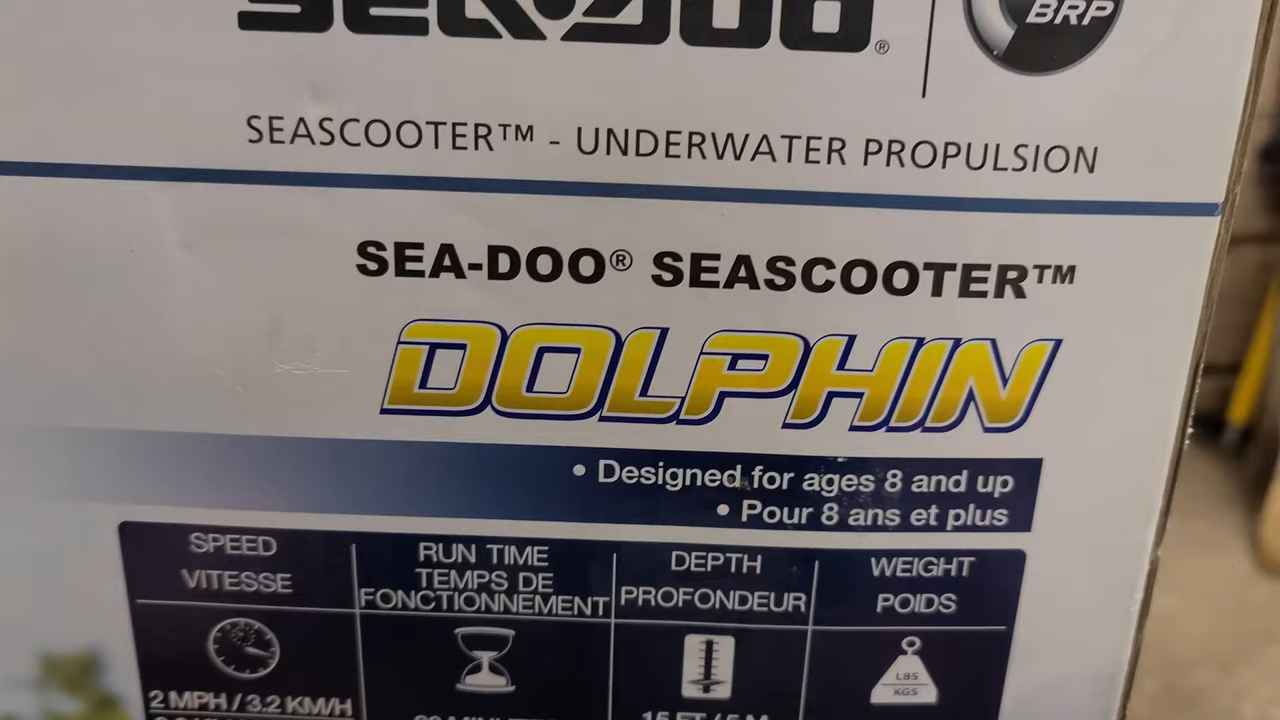 SEA-DOO®
BRP
SEASCOOTER™ - UNDERWATER PROPULSION
SEA-DOO® SEASCOOTER™
DOLPHIN
• Designed for ages 8 and up
• Pour 8 ans et plus
SPEED
VITESSE
RUN TIME
TEMPS DE
FONCTIONNEMENT
DEPTH
PROFONDEUR
WEIGHT
POIDS
LBS
KGS
2 MPH / 3.2 KM/H
15 FT / 5 M